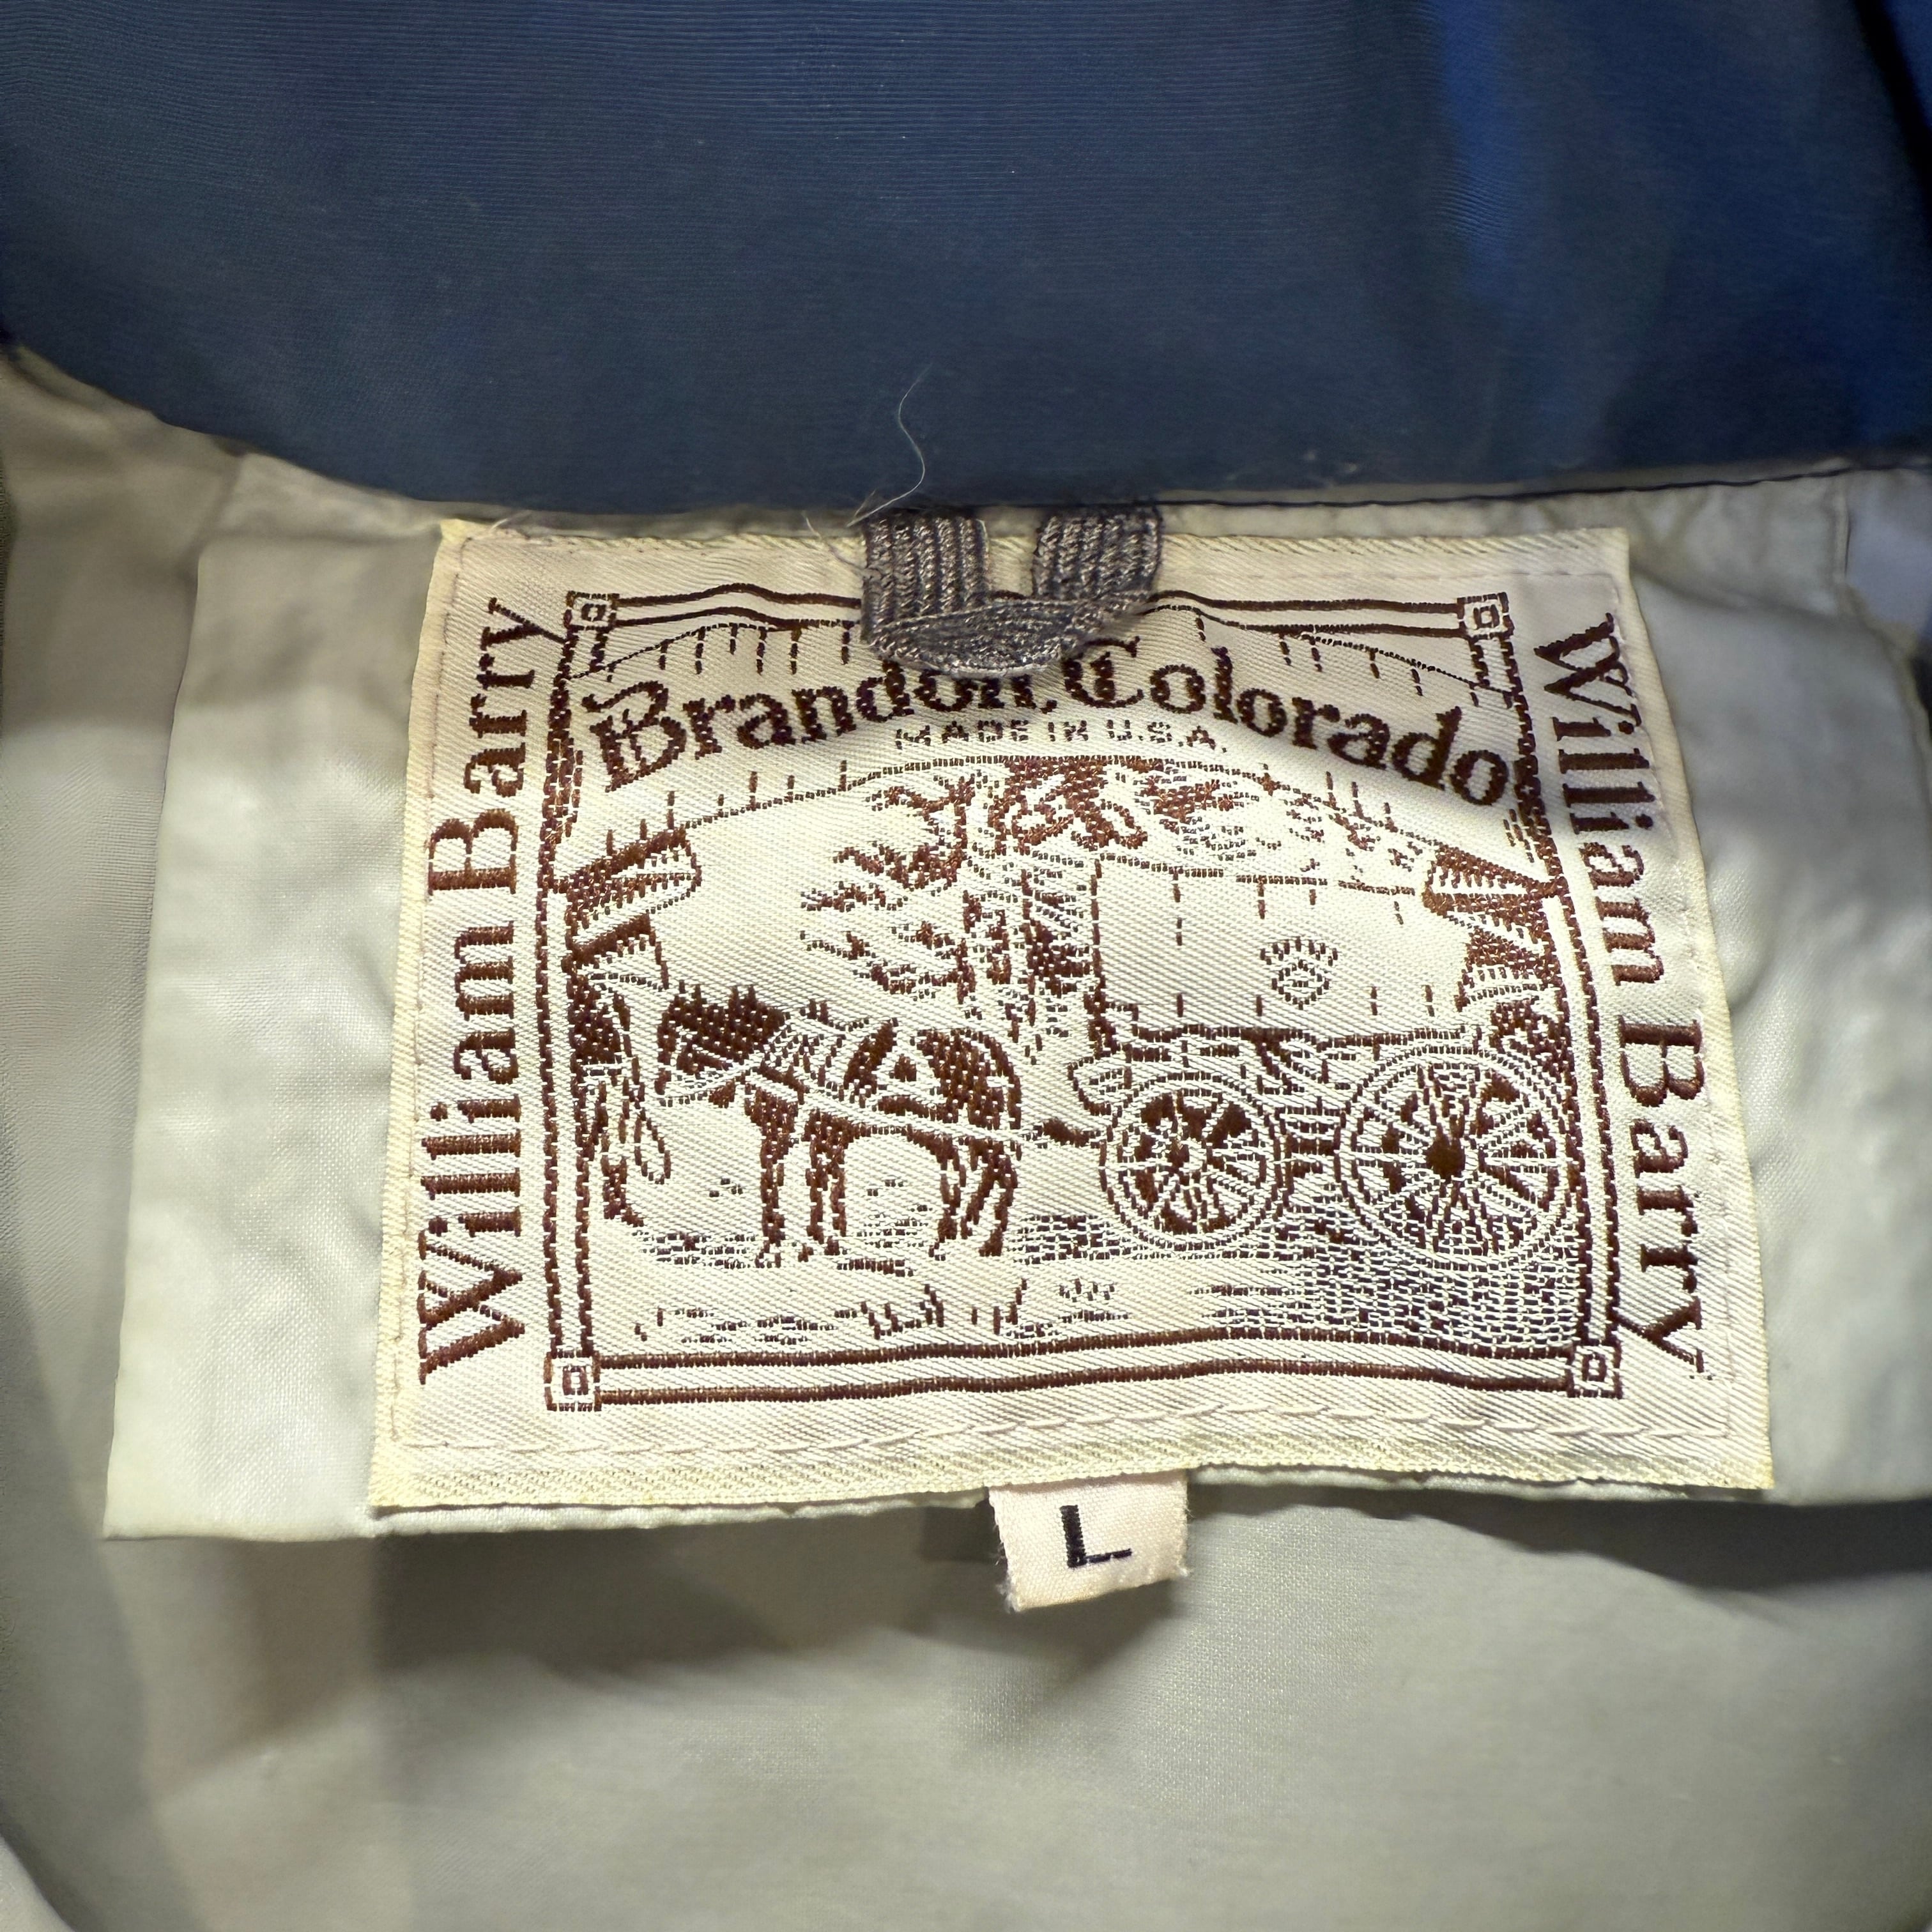 William Barry
Brandon, Colorado
MADE IN U.S.A.
William Barry
L